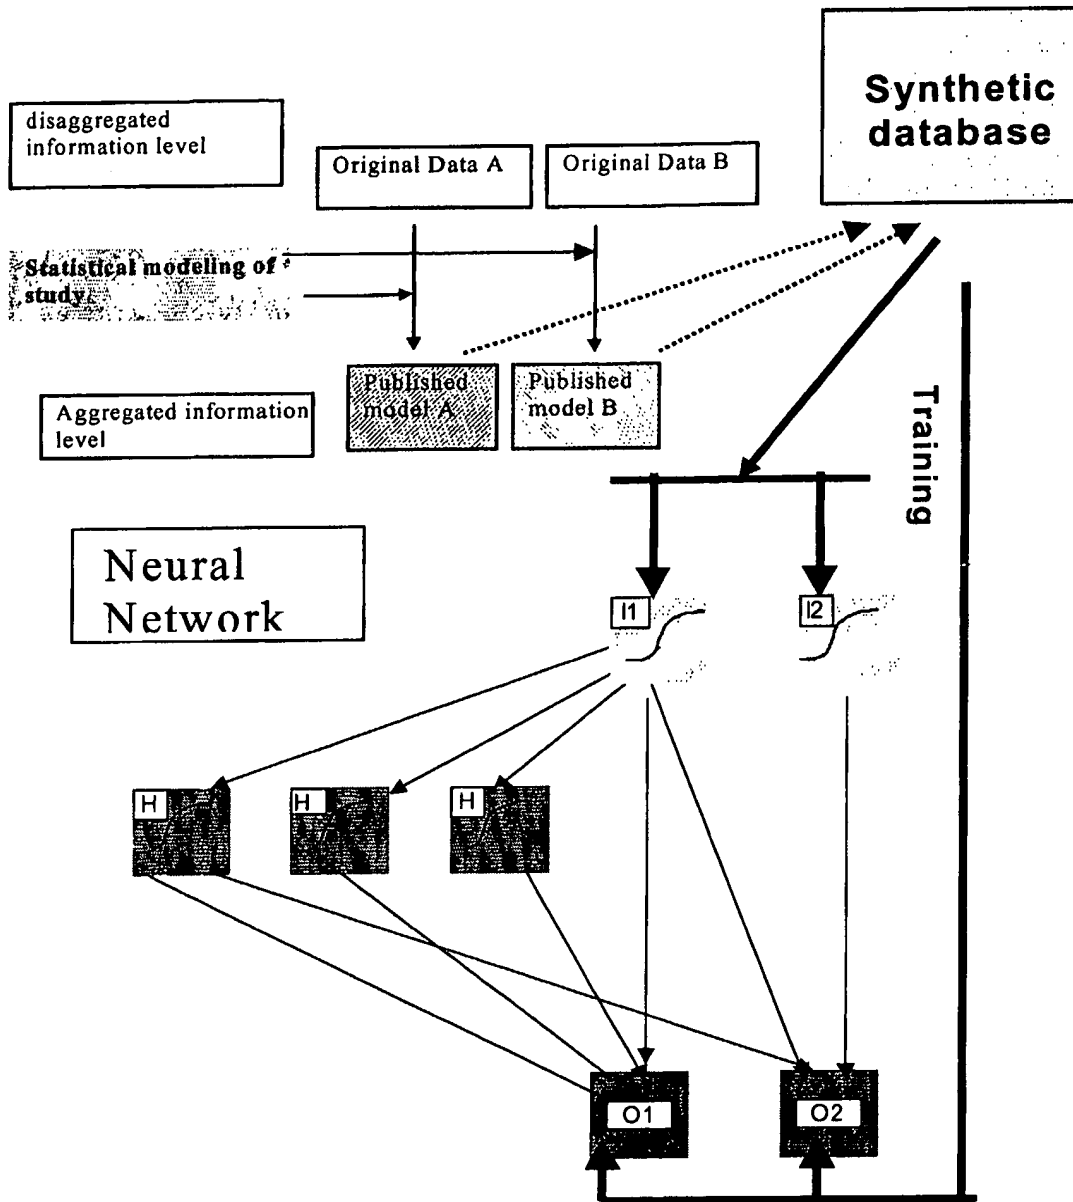 Synthetic
database
disaggregated
information level
Original Data A
Original Data B
Statistical modeling of
study.
Published
model A
Published
model B
Aggregated information
level
Training
Neural
Network
I1
I2
H
H
H
O1
O2